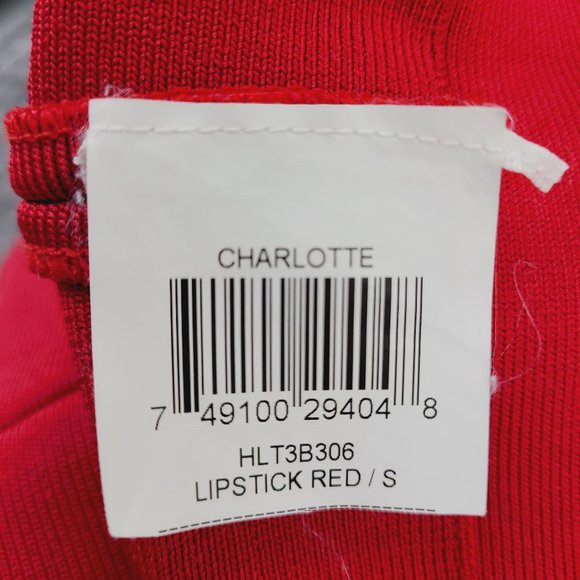 CHARLOTTE
7 49100 29404 8
HLT3B306
LIPSTICK RED / S